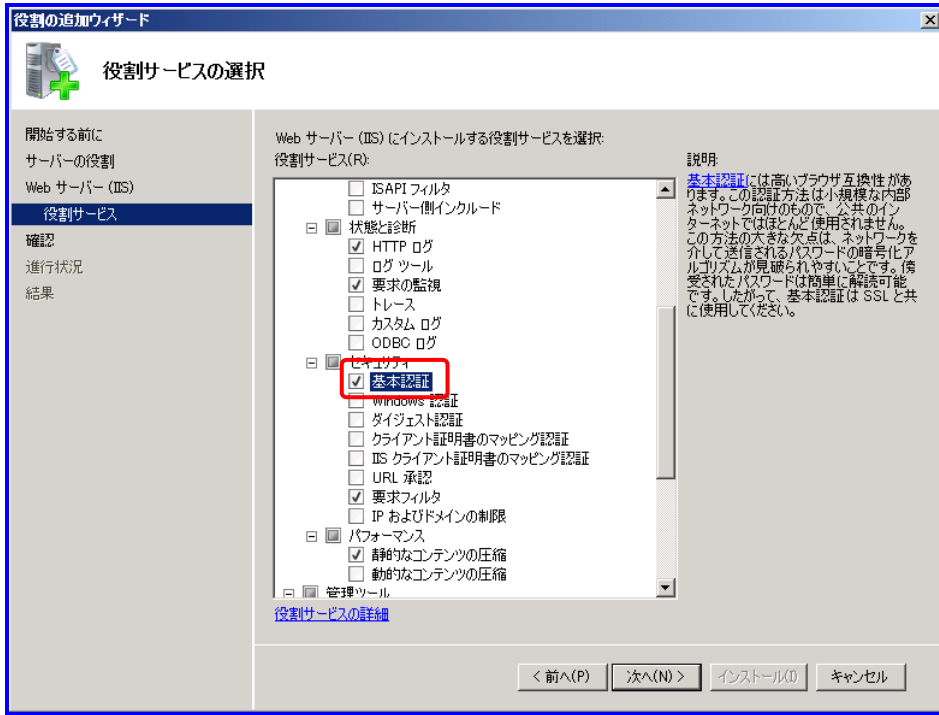 役割の追加ウィザード
役割サービスの選択
開始する前に
サーバーの役割
Web サーバー (IIS)
役割サービス
確認
進行状況
結果
Web サーバー (IIS) にインストールする役割サービスを選択:
役割サービス(R):
ISAPI フィルタ
サーバー側インクルード
状態と診断
HTTP ログ
ログ ツール
要求の監視
トレース
カスタム ログ
ODBC ログ
セキュリティ
基本認証
Windows 認証
ダイジェスト認証
クライアント証明書のマッピング認証
IIS クライアント証明書のマッピング認証
URL 承認
要求フィルタ
IP およびドメインの制限
パフォーマンス
静的なコンテンツの圧縮
動的なコンテンツの圧縮
管理ツール
役割サービスの詳細
説明:
基本認証には高いブラウザ互換性があ
ります。この認証方法は小規模な内部
ネットワーク向けのもので、公共のイン
ターネットではほとんど使用されません。
この方法の大きな欠点は、ネットワークを
介して送信されるパスワードの暗号化ア
ルゴリズムが見破られやすいことです。傍
受されたパスワードは簡単に解読可能
です。したがって、基本認証は SSL と共
に使用してください。
< 前へ(P)
次へ(N) >
インストール(I)
キャンセル